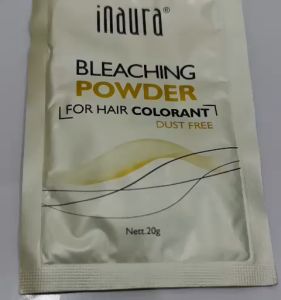 inaura®
BLEACHING
POWDER
FOR HAIR COLORANT
DUST FREE
Nett.20g